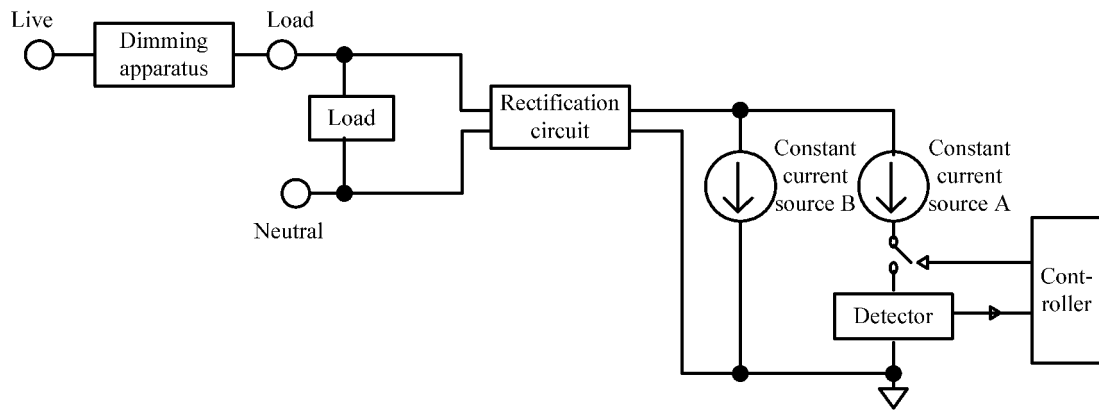 Live
Dimming
apparatus
Load
Load
Neutral
Rectification
circuit
Constant
current
source B
Constant
current
source A
Detector
Cont-
roller